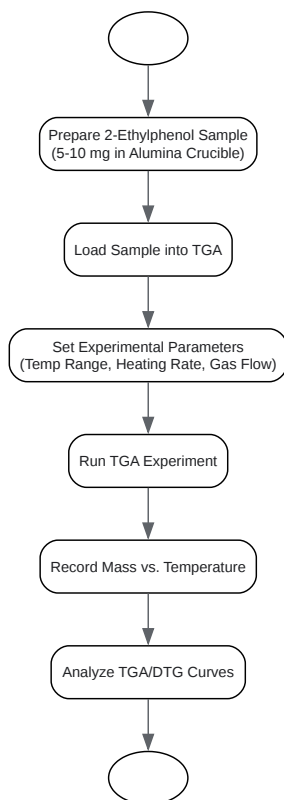 Prepare 2-Ethylphenol Sample
(5-10 mg in Alumina Crucible)
Load Sample into TGA
Set Experimental Parameters
(Temp Range, Heating Rate, Gas Flow)
Run TGA Experiment
Record Mass vs. Temperature
Analyze TGA/DTG Curves